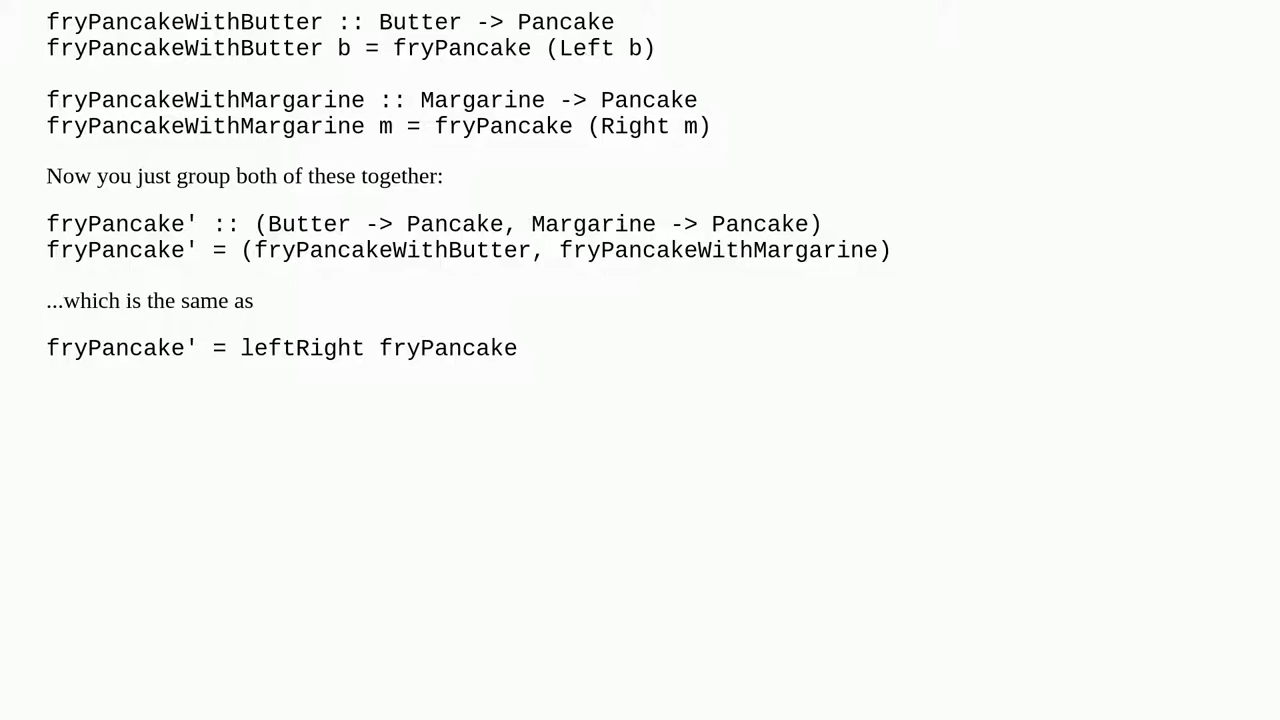 fryPancakeWithButter :: Butter -> Pancake
fryPancakeWithButter b = fryPancake (Left b)
fryPancakeWithMargarine :: Margarine -> Pancake
fryPancakeWithMargarine m = fryPancake (Right m)
Now you just group both of these together:
fryPancake' :: (Butter -> Pancake, Margarine -> Pancake)
fryPancake' = (fryPancakeWithButter, fryPancakeWithMargarine)
...which is the same as
fryPancake' = leftRight fryPancake